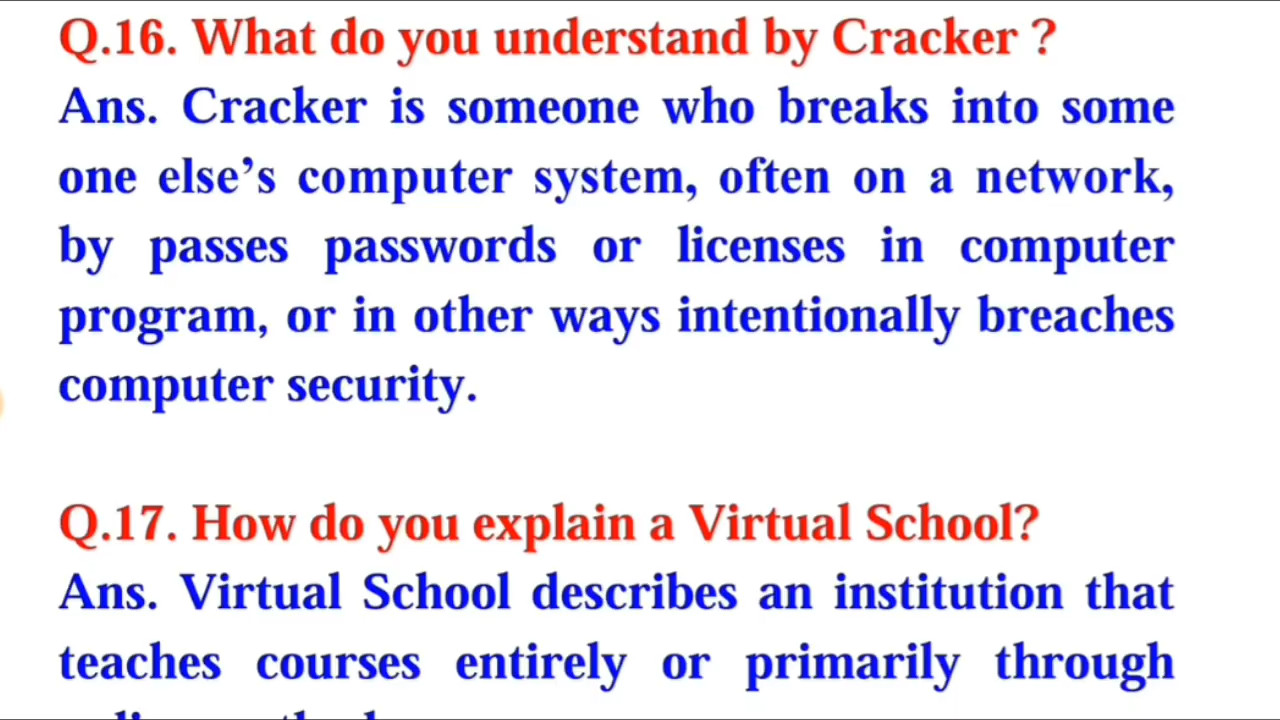 Q.16. What do you understand by Cracker ?
Ans. Cracker is someone who breaks into some
one else's computer system, often on a network,
by passes passwords or licenses in computer
program, or in other ways intentionally breaches
computer security.
Q.17. How do you explain a Virtual School?
Ans. Virtual School describes an institution that
teaches courses entirely or primarily through